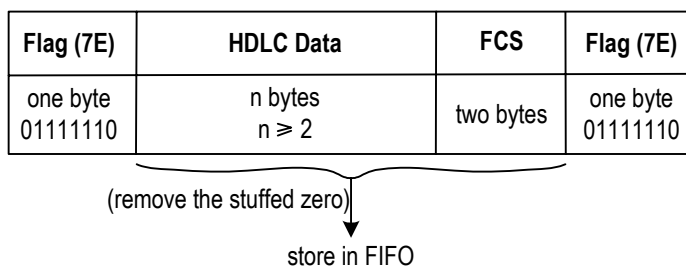 Flag (7E) HDLC Data FCS Flag (7E)
one byte n bytes two bytes one byte
01111110 n ⩾ 2 01111110
(remove the stuffed zero)
store in FIFO